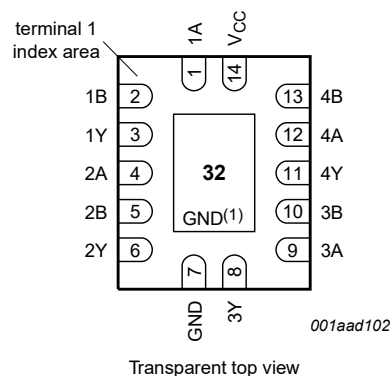 terminal 1
index area
1A
VCC
1
14
1B 2
13 4B
1Y 3
12 4A
2A 4
32
11 4Y
2B 5
GND(1)
10 3B
2Y 6
9 3A
7
8
GND
3Y
001aad102
Transparent top view